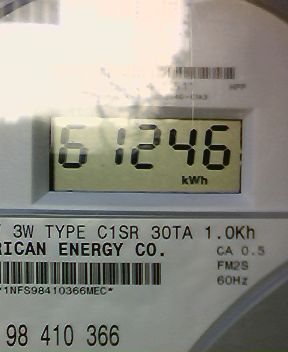 61246
kWh
3W TYPE C1SR 30TA 1.0Kh
RICAN ENERGY CO.
CA 0.5
FM2S
60Hz
*1NFS98410366MEC*
98 410 366